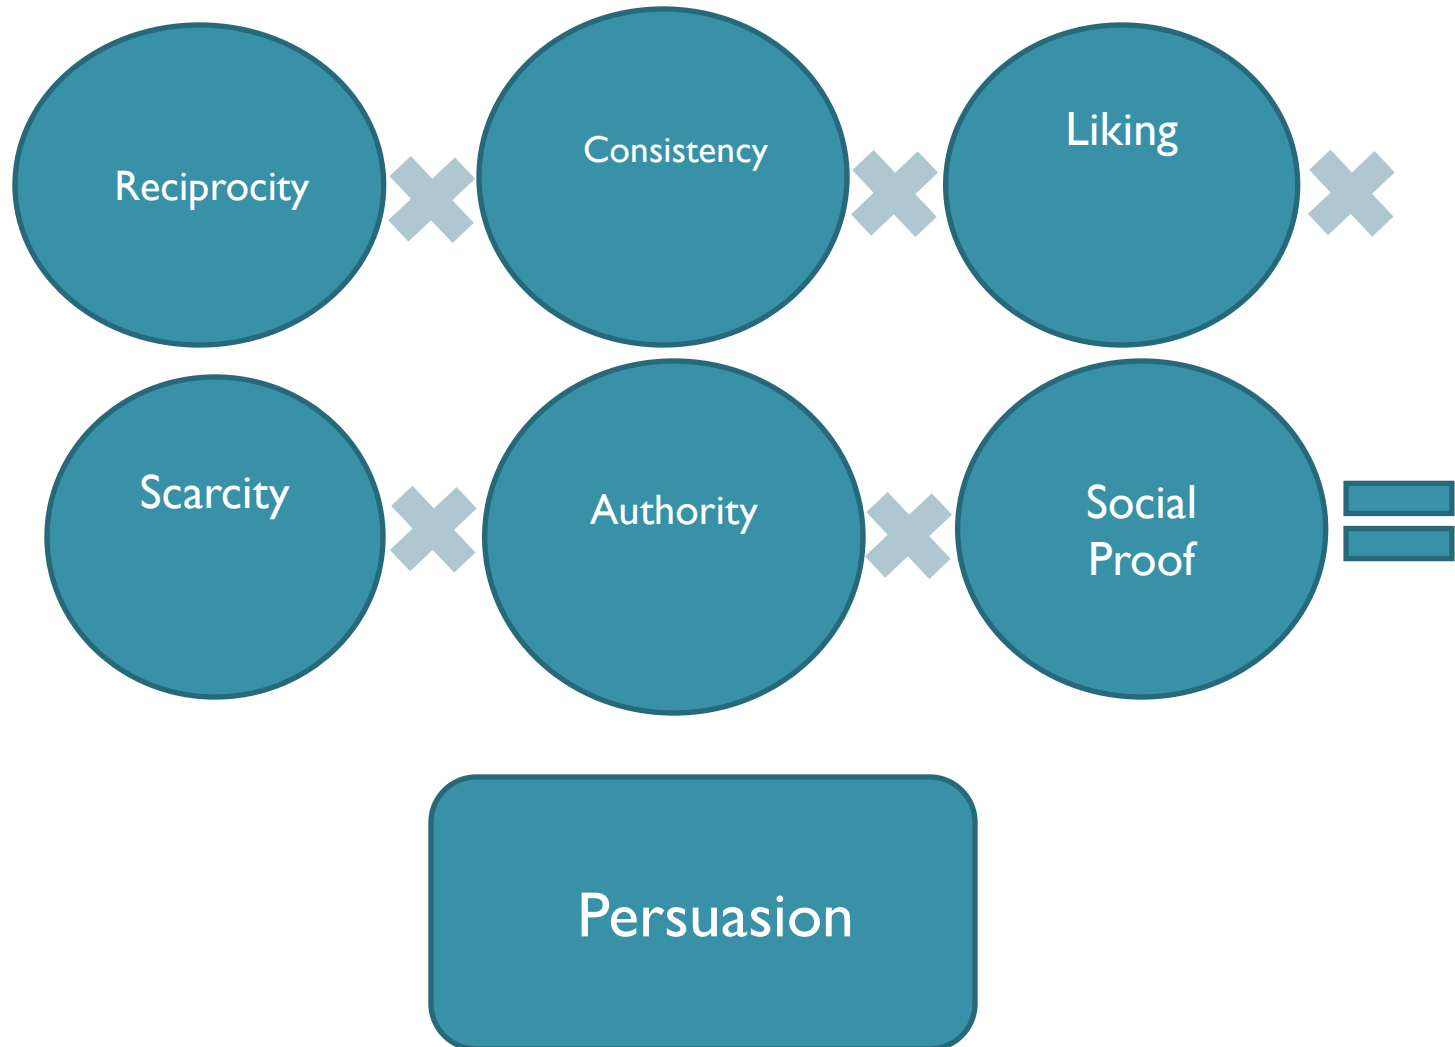 Reciprocity
Consistency
Liking
Scarcity
Authority
Social
Proof
Persuasion